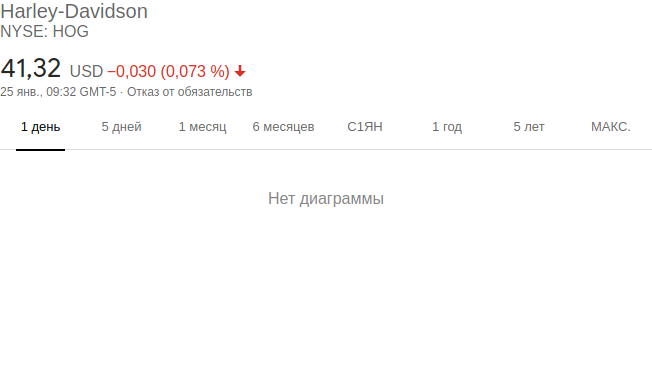 Harley-Davidson
NYSE: HOG
41,32 USD −0,030 (0,073 %)
25 янв., 09:32 GMT-5 · Отказ от обязательств
1 день 5 дней 1 месяц 6 месяцев С1ЯН 1 год 5 лет МАКС.
Нет диаграммы